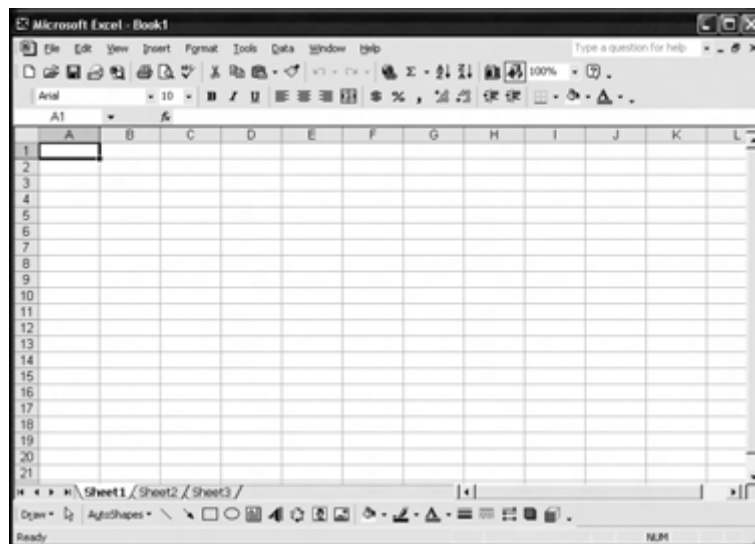 Microsoft Excel - Book1
File Edit View Insert Format Tools Data Window Help Type a question for help
Σ 100%
Arial 10 B I U $ % ,
A1 fx
A B C D E F G H I J K L
1
2
3
4
5
6
7
8
9
10
11
12
13
14
15
16
17
18
19
20
21
Sheet1 / Sheet2 / Sheet3 /
Draw AutoShapes A
Ready NUM